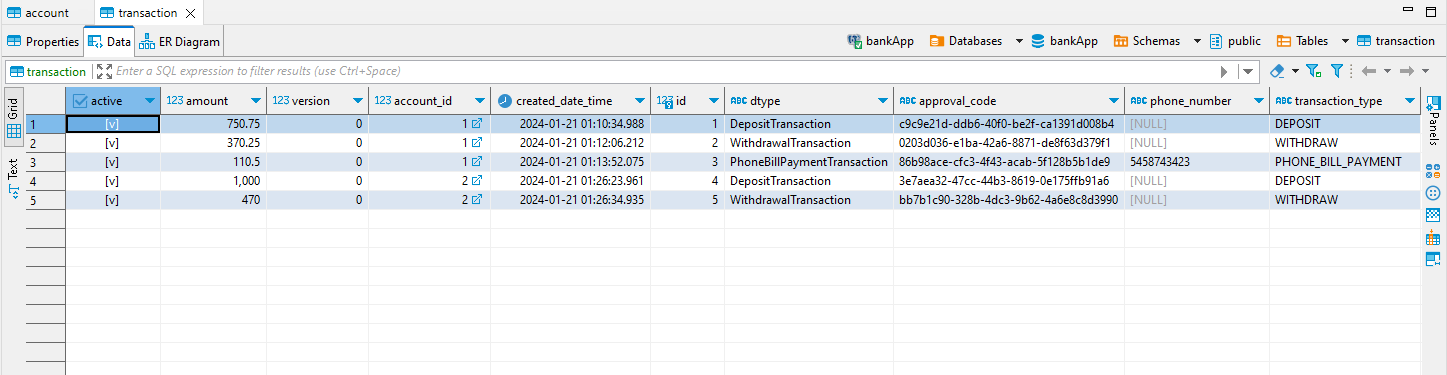 account transaction
Properties Data ER Diagram bankApp Databases bankApp Schemas public Tables transaction
transaction Enter a SQL expression to filter results (use Ctrl+Space)
Grid
Text
Panels
active 123 amount 123 version 123 account_id created_date_time 123 id ABC dtype ABC approval_code ABC phone_number ABC transaction_type
1 [v] 750.75 0 1 2024-01-21 01:10:34.988 1 DepositTransaction c9c9e21d-ddb6-40f0-be2f-ca1391d008b4 [NULL] DEPOSIT
2 [v] 370.25 0 1 2024-01-21 01:12:06.212 2 WithdrawalTransaction 0203d036-e1ba-42a6-8871-de8f63d379f1 [NULL] WITHDRAW
3 [v] 110.5 0 1 2024-01-21 01:13:52.075 3 PhoneBillPaymentTransaction 86b98ace-cfc3-4f43-acab-5f128b5b1de9 5458743423 PHONE_BILL_PAYMENT
4 [v] 1,000 0 2 2024-01-21 01:26:23.961 4 DepositTransaction 3e7aea32-47cc-44b3-8619-0e175ffb91a6 [NULL] DEPOSIT
5 [v] 470 0 2 2024-01-21 01:26:34.935 5 WithdrawalTransaction bb7b1c90-328b-4dc3-9b62-4a6e8c8d3990 [NULL] WITHDRAW